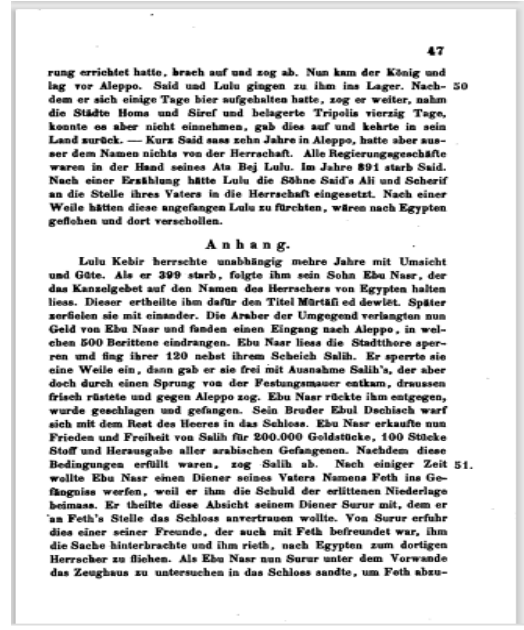 47
rung errichtet hatte, brach auf und zog ab. Nun kam der König und
lag vor Aleppo. Said und Lulu gingen zu ihm ins Lager. Nach- 50
dem er sich einige Tage hier aufgehalten hatte, zog er weiter, nahm
die Städte Homs und Siref und belagerte Tripolis vierzig Tage,
konnte es aber nicht einnehmen, gab dies auf und kehrte in sein
Land zurück. — Kurz Said sass zehn Jahre in Aleppo, hatte aber aus-
ser dem Namen nichts von der Herrschaft. Alle Regierungsgeschäfte
waren in der Hand seines Ata Bej Lulu. Im Jahre 391 starb Said.
Nach einer Erzählung hätte Lulu die Söhne Said's Ali und Scherif
an die Stelle ihres Vaters in die Herrschaft eingesetzt. Nach einer
Weile hätten diese angefangen Lulu zu fürchten, wären nach Egypten
geflohen und dort verschollen.
Anhang.
Lulu Kebir herrschte unabhängig mehre Jahre mit Umsicht
und Güte. Als er 399 starb, folgte ihm sein Sohn Ebu Nasr, der
das Kanzelgebet auf den Namen des Herrschers von Egypten halten
liess. Dieser ertheilte ihm dafür den Titel Mürtäfi ed dewlet. Später
zerfielen sie mit einander. Die Araber der Umgegend verlangten nun
Geld von Ebu Nasr und fanden einen Eingang nach Aleppo, in wel-
chen 500 Berittene eindrangen. Ebu Nasr liess die Stadtthore sper-
ren und fing ihrer 120 nebst ihrem Scheich Salih. Er sperrte sie
eine Weile ein, dann gab er sie frei mit Ausnahme Salih's, der aber
doch durch einen Sprung von der Festungsmauer entkam, draussen
frisch rüstete und gegen Aleppo zog. Ebu Nasr rückte ihm entgegen,
wurde geschlagen und gefangen. Sein Bruder Ebul Dschisch warf
sich mit dem Rest des Heeres in das Schloss. Ebu Nasr erkaufte nun
Frieden und Freiheit von Salih für 200.000 Goldstücke, 100 Stücke
Stoff und Herausgabe aller arabischen Gefangenen. Nachdem diese
Bedingungen erfüllt waren, zog Salih ab. Nach einiger Zeit 51.
wollte Ebu Nasr einen Diener seines Vaters Namens Feth ins Ge-
fängniss werfen, weil er ihm die Schuld der erlittenen Niederlage
beimass. Er theilte diese Absicht seinem Diener Surur mit, dem er
an Feth's Stelle das Schloss anvertrauen wollte. Von Surur erfuhr
dies einer seiner Freunde, der auch mit Feth befreundet war, ihm
die Sache hinterbrachte und ihm rieth, nach Egypten zum dortigen
Herrscher zu fliehen. Als Ebu Nasr nun Surur unter dem Vorwande
das Zeughaus zu untersuchen in das Schloss sandte, um Feth abzu-